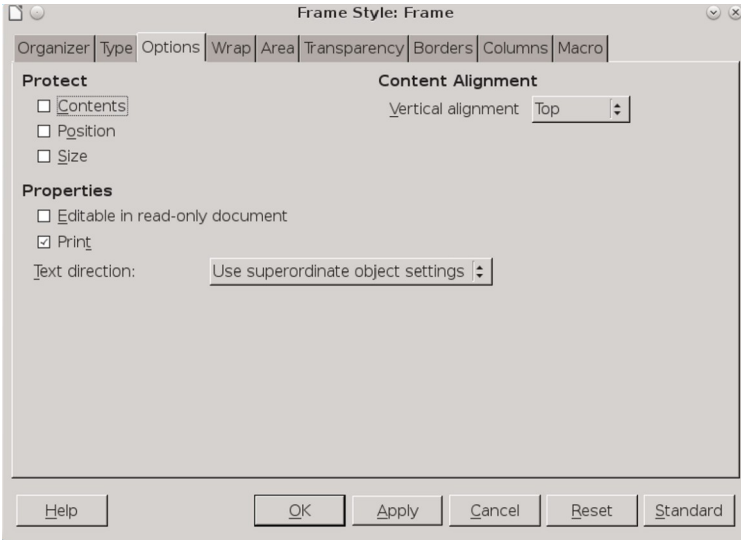 Frame Style: Frame
Organizer Type Options Wrap Area Transparency Borders Columns Macro
Protect
Contents
Position
Size
Content Alignment
Vertical alignment Top
Properties
Editable in read-only document
Print
Text direction: Use superordinate object settings
Help OK Apply Cancel Reset Standard